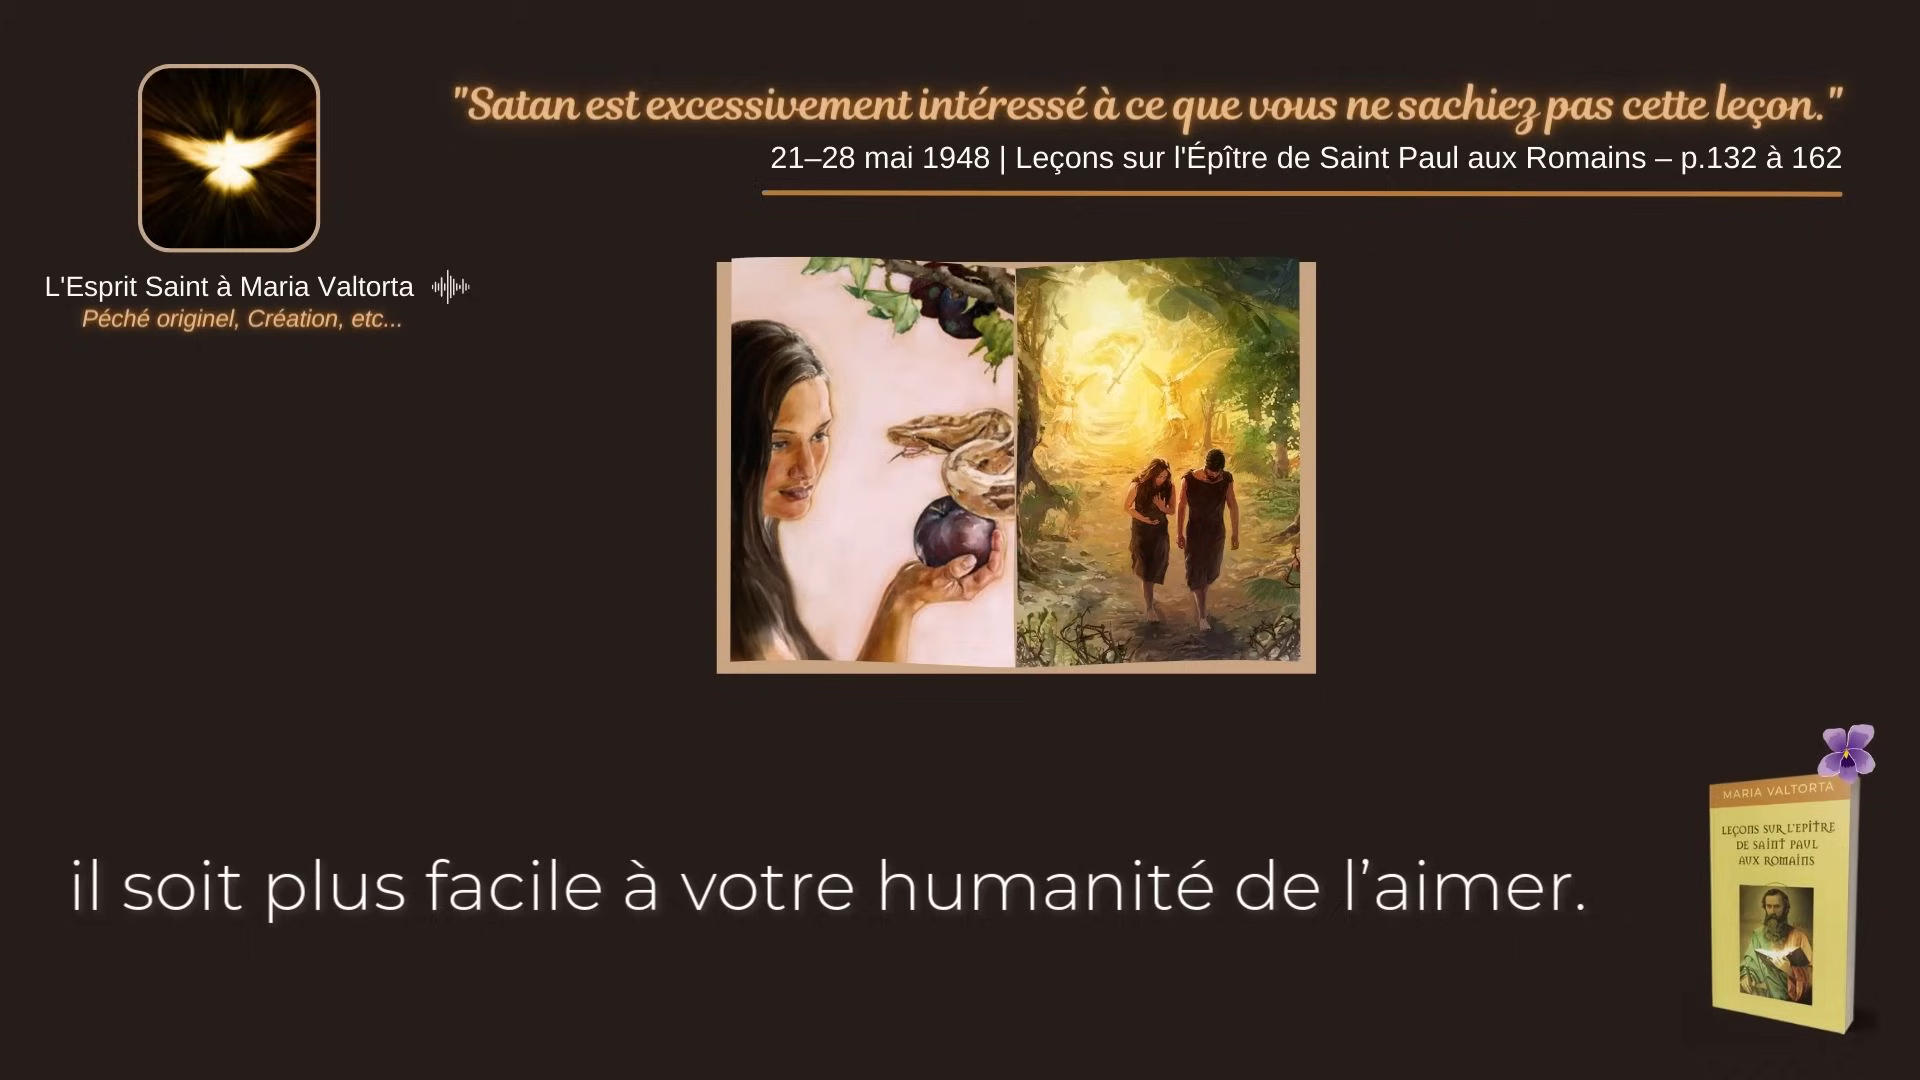 "Satan est excessivement intéressé à ce que vous ne sachiez pas cette leçon."
21–28 mai 1948 | Leçons sur l'Épître de Saint Paul aux Romains – p.132 à 162
L'Esprit Saint à Maria Valtorta
Péché originel, Création, etc...
il soit plus facile à votre humanité de l’aimer.
MARIA VALTORTA
LEÇONS SUR L'EPÎTRE
DE SAINT PAUL
AUX ROMAINS